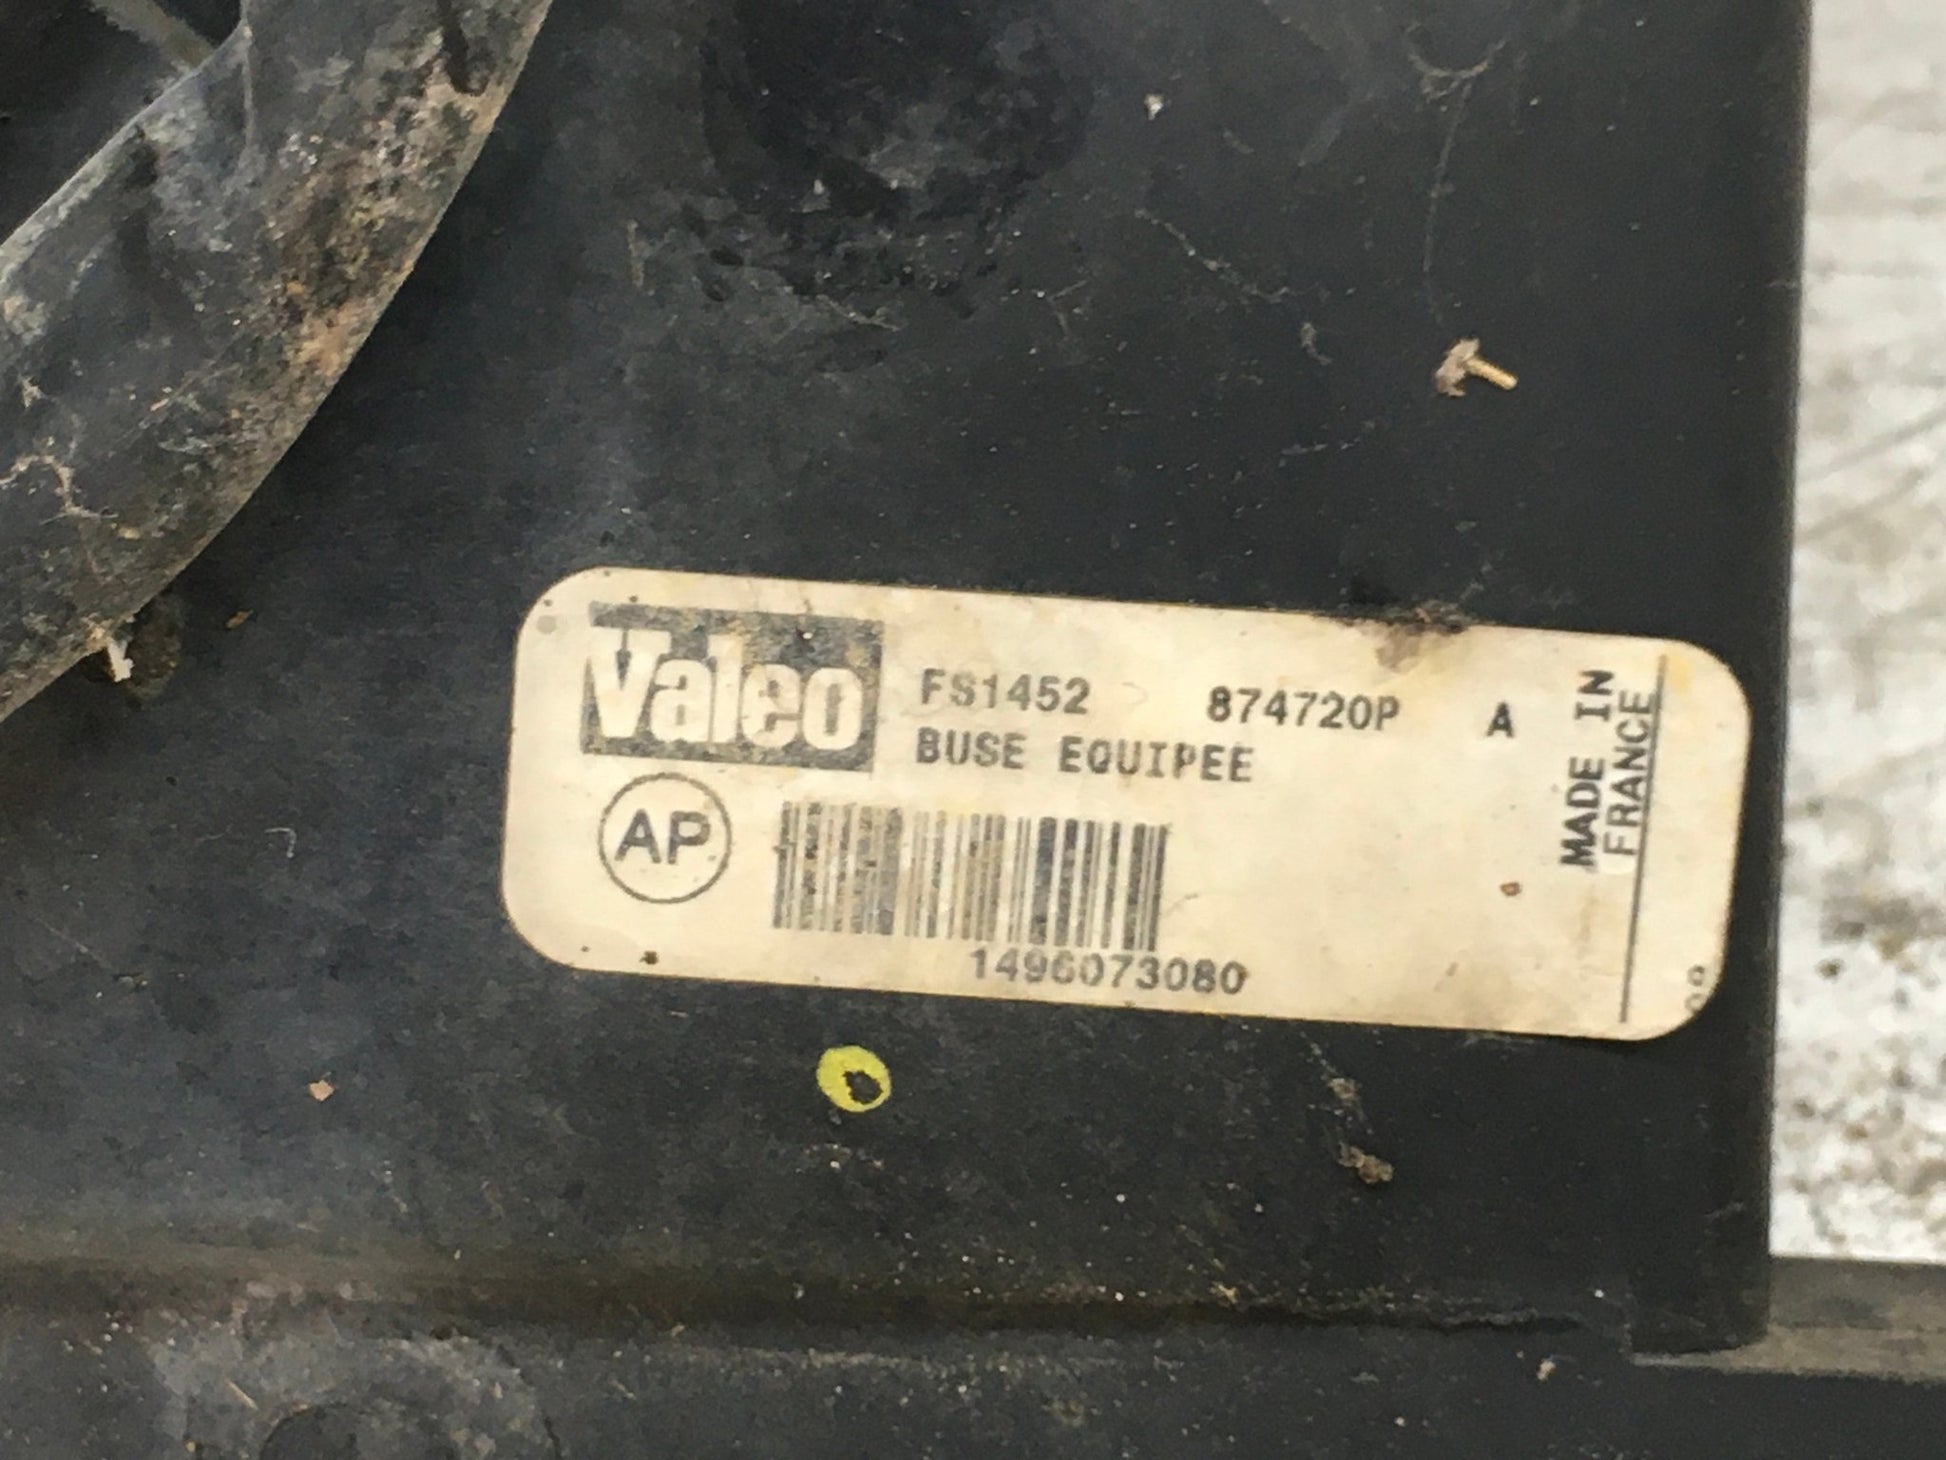 Valeo
FS1452 874720P A
BUSE EQUIPEE
AP
1496073080
MADE IN
FRANCE